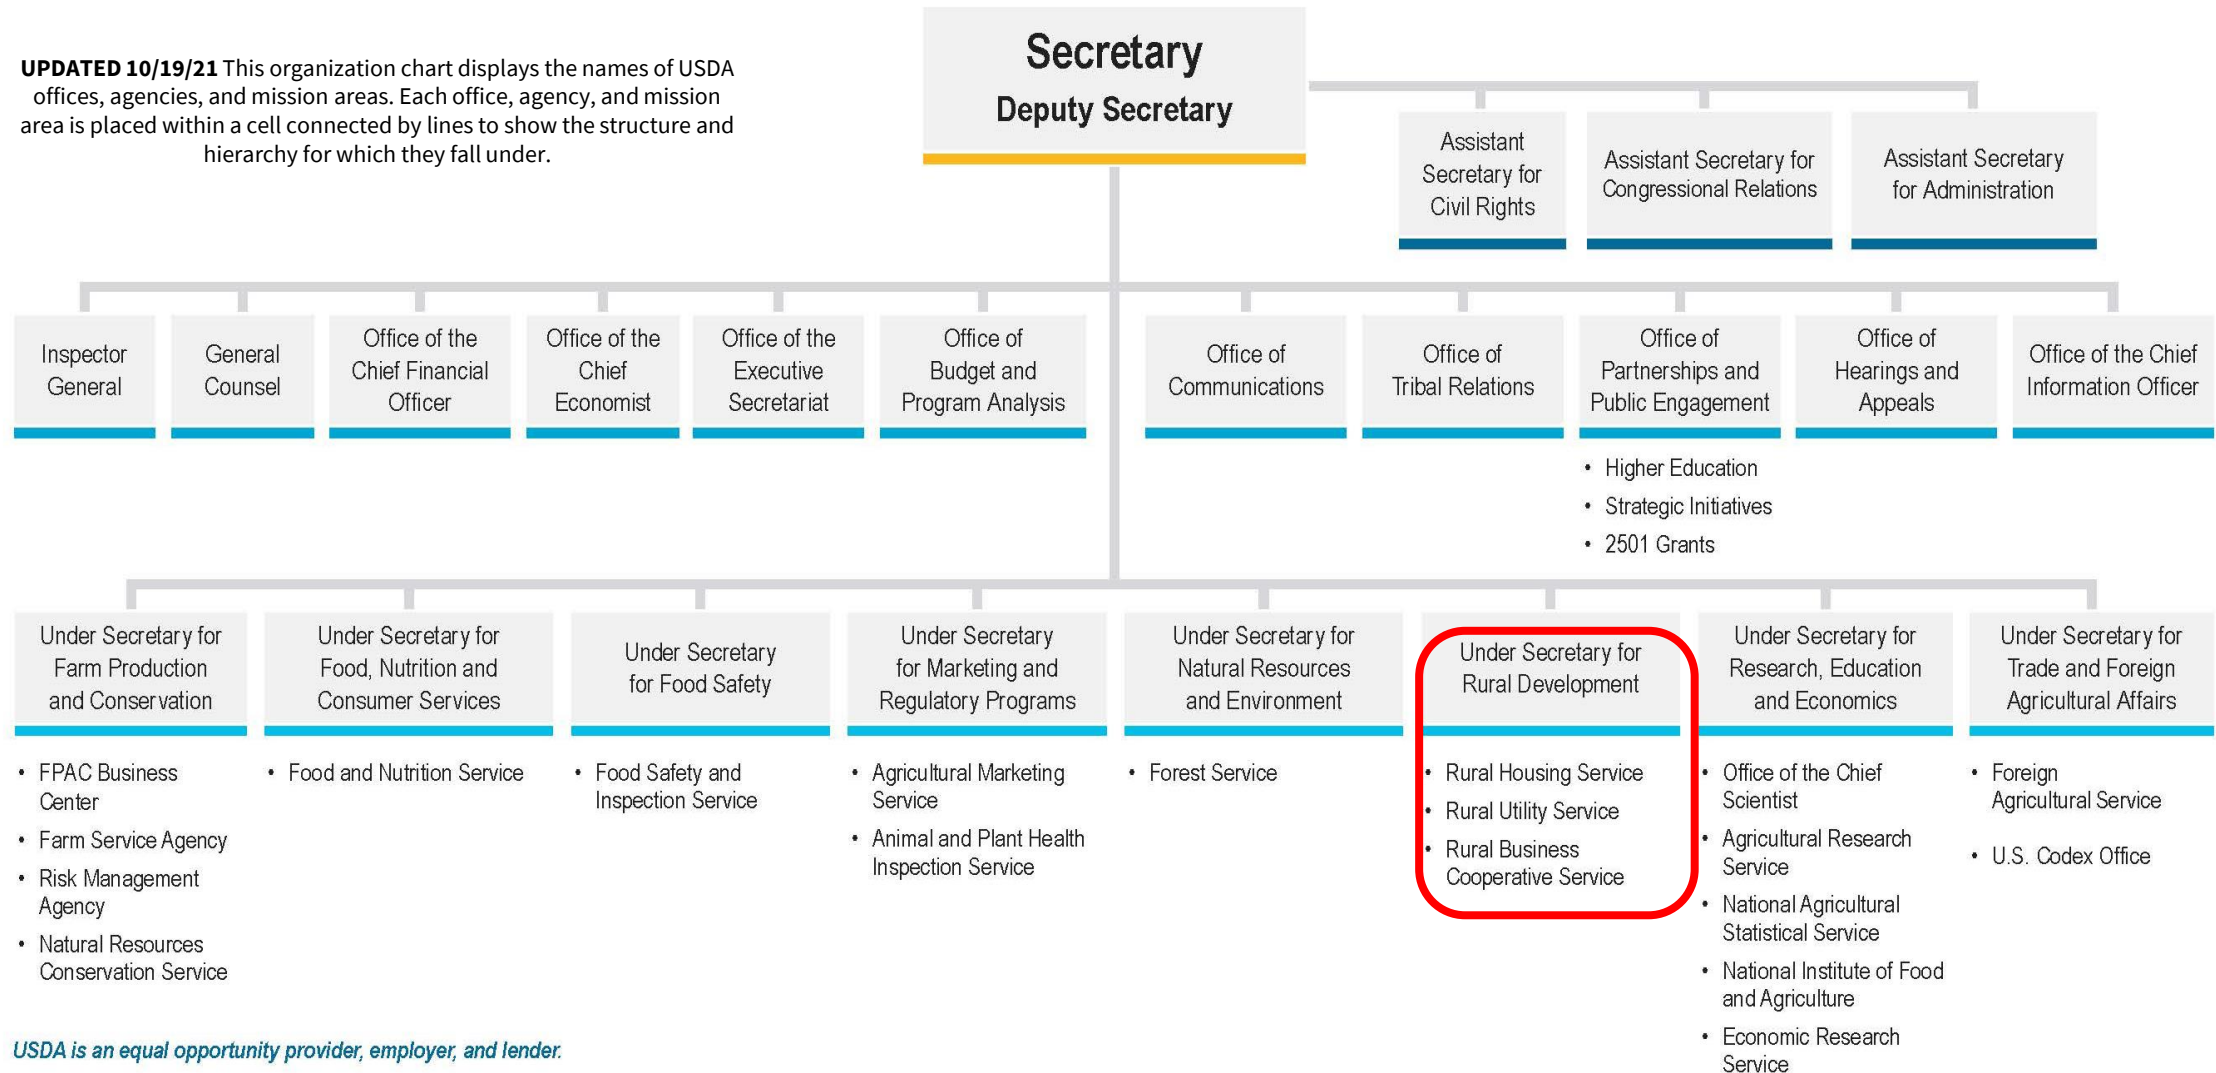 UPDATED 10/19/21 This organization chart displays the names of USDA
offices, agencies, and mission areas. Each office, agency, and mission
area is placed within a cell connected by lines to show the structure and
hierarchy for which they fall under.
Secretary
Deputy Secretary
Assistant
Secretary for
Civil Rights
Assistant Secretary for
Congressional Relations
Assistant Secretary
for Administration
Inspector
General
General
Counsel
Office of the
Chief Financial
Officer
Office of the
Chief
Economist
Office of the
Executive
Secretariat
Office of
Budget and
Program Analysis
Office of
Communications
Office of
Tribal Relations
Office of
Partnerships and
Public Engagement
• Higher Education
• Strategic Initiatives
• 2501 Grants
Office of
Hearings and
Appeals
Office of the Chief
Information Officer
Under Secretary for
Farm Production
and Conservation
• FPAC Business
Center
• Farm Service Agency
• Risk Management
Agency
• Natural Resources
Conservation Service
Under Secretary for
Food, Nutrition and
Consumer Services
• Food and Nutrition Service
Under Secretary
for Food Safety
• Food Safety and
Inspection Service
Under Secretary
for Marketing and
Regulatory Programs
• Agricultural Marketing
Service
• Animal and Plant Health
Inspection Service
Under Secretary for
Natural Resources
and Environment
• Forest Service
Under Secretary for
Rural Development
• Rural Housing Service
• Rural Utility Service
• Rural Business
Cooperative Service
Under Secretary for
Research, Education
and Economics
• Office of the Chief
Scientist
• Agricultural Research
Service
• National Agricultural
Statistical Service
• National Institute of Food
and Agriculture
• Economic Research
Service
Under Secretary for
Trade and Foreign
Agricultural Affairs
• Foreign
Agricultural Service
• U.S. Codex Office
USDA is an equal opportunity provider, employer, and lender.